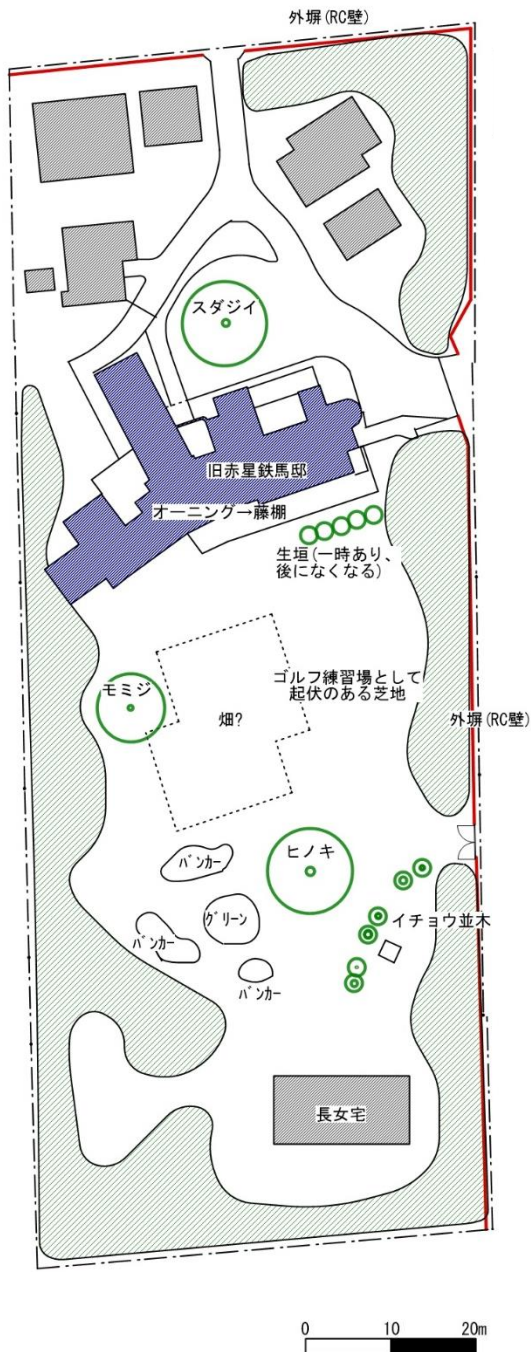 外塀(RC壁)
スダジイ
旧赤星鉄馬邸
オーニング→藤棚
生垣(一時あり、
後になくなる)
モミジ
畑?
ゴルフ練習場として
起伏のある芝地
外塀(RC壁)
バンカー
ヒノキ
グリーン
バンカー
イチョウ並木
バンカー
長女宅
0 10 20m